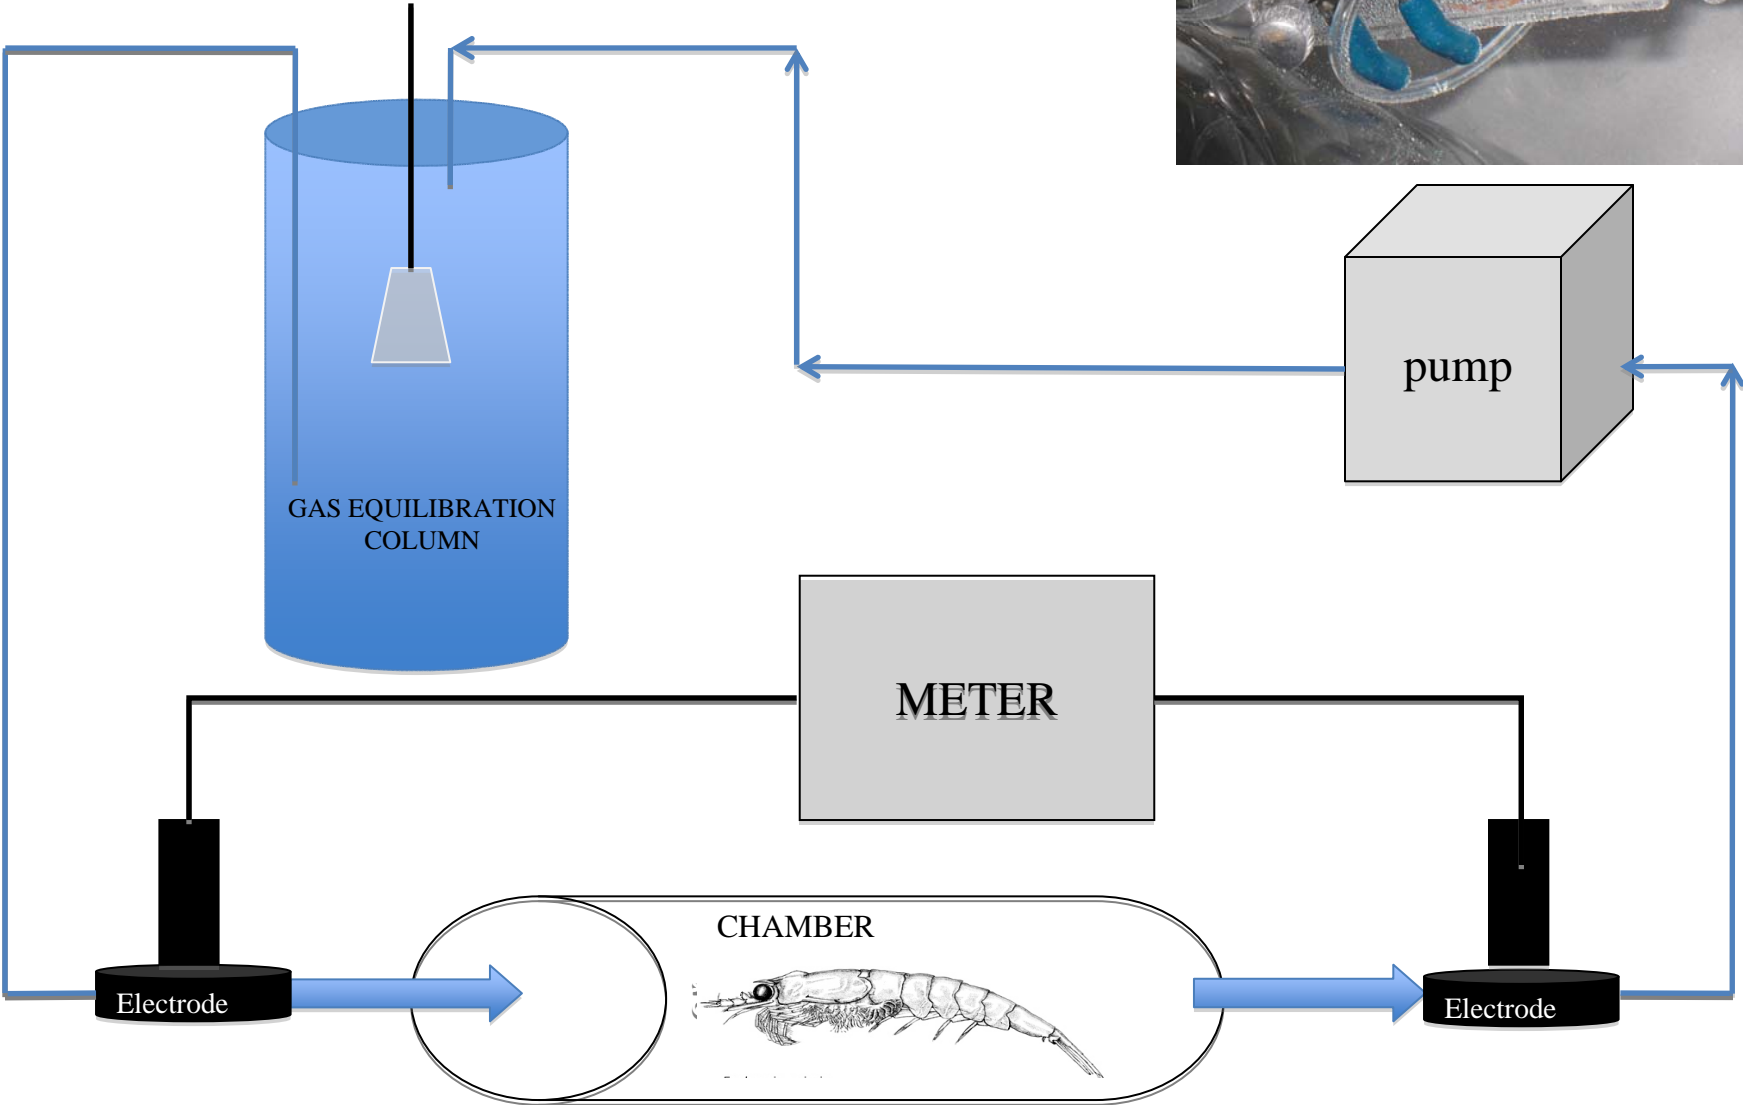 pump
GAS EQUILIBRATION
COLUMN
METER
CHAMBER
Electrode
Electrode